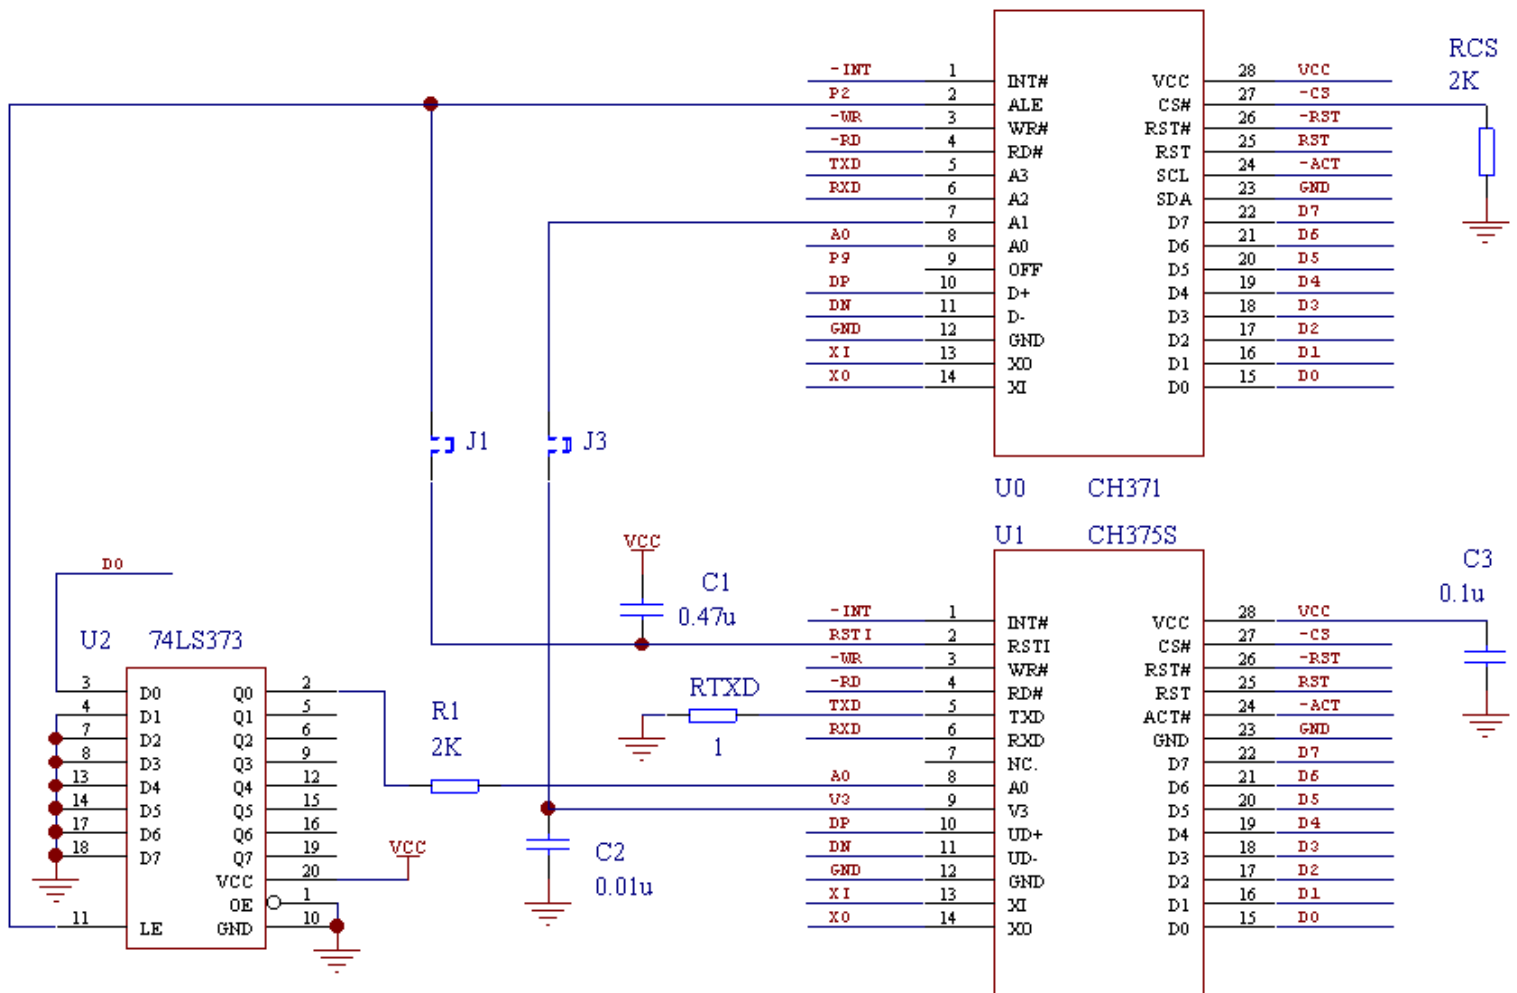 RCS
2K
-INT 1 INT# VCC 28 VCC
P2 2 ALE CS# 27 -CS
-WR 3 WR# RST# 26 -RST
-RD 4 RD# RST 25 RST
TXD 5 A3 SCL 24 -ACT
RXD 6 A2 SDA 23 GND
7 A1 D7 22 D7
A0 8 A0 D6 21 D6
P9 9 OFF D5 20 D5
DP 10 D+ D4 19 D4
DN 11 D- D3 18 D3
GND 12 GND D2 17 D2
XI 13 XO D1 16 D1
XO 14 XI D0 15 D0
J1 J3
U0 CH371
U1 CH375S
VCC
C1
0.47u
C3
0.1u
-INT 1 INT# VCC 28 VCC
RSTI 2 RSTI CS# 27 -CS
-WR 3 WR# RST# 26 -RST
-RD 4 RD# RST 25 RST
TXD 5 TXD ACT# 24 -ACT
RXD 6 RXD GND 23 GND
7 NC. D7 22 D7
A0 8 A0 D6 21 D6
V3 9 V3 D5 20 D5
DP 10 UD+ D4 19 D4
DN 11 UD- D3 18 D3
GND 12 GND D2 17 D2
XI 13 XI D1 16 D1
XO 14 XO D0 15 D0
RTXD
1
R1
2K
C2
0.01u
D0
U2 74LS373
3 D0 Q0 2
4 D1 Q1 5
7 D2 Q2 6
8 D3 Q3 9
13 D4 Q4 12
14 D5 Q5 15
17 D6 Q6 16
18 D7 Q7 19
VCC 20 VCC
OE 1
11 LE GND 10